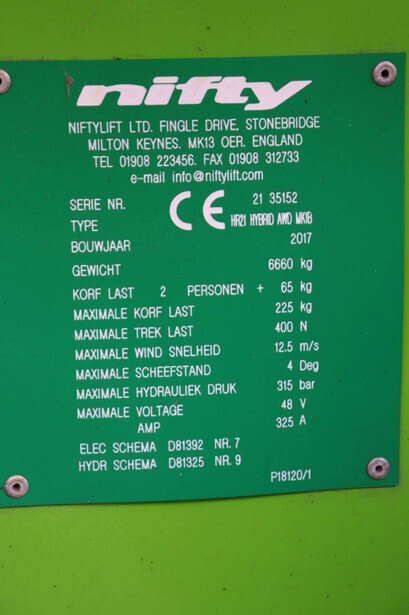 nifty
NIFTYLIFT LTD. FINGLE DRIVE, STONEBRIDGE
MILTON KEYNES. MK13 OER. ENGLAND
TEL 01908 223456. FAX 01908 312733
e-mail info@niftylift.com
SERIE NR. CE 21 35152
TYPE HR21 HYBRID AWD MK1B
BOUWJAAR 2017
GEWICHT 6660 kg
KORF LAST 2 PERSONEN + 65 kg
MAXIMALE KORF LAST 225 kg
MAXIMALE TREK LAST 400 N
MAXIMALE WIND SNELHEID 12.5 m/s
MAXIMALE SCHEEFSTAND 4 Deg
MAXIMALE HYDRAULIEK DRUK 315 bar
MAXIMALE VOLTAGE 48 V
AMP 325 A
ELEC SCHEMA D81392 NR. 7
HYDR SCHEMA D81325 NR. 9
P18120/1